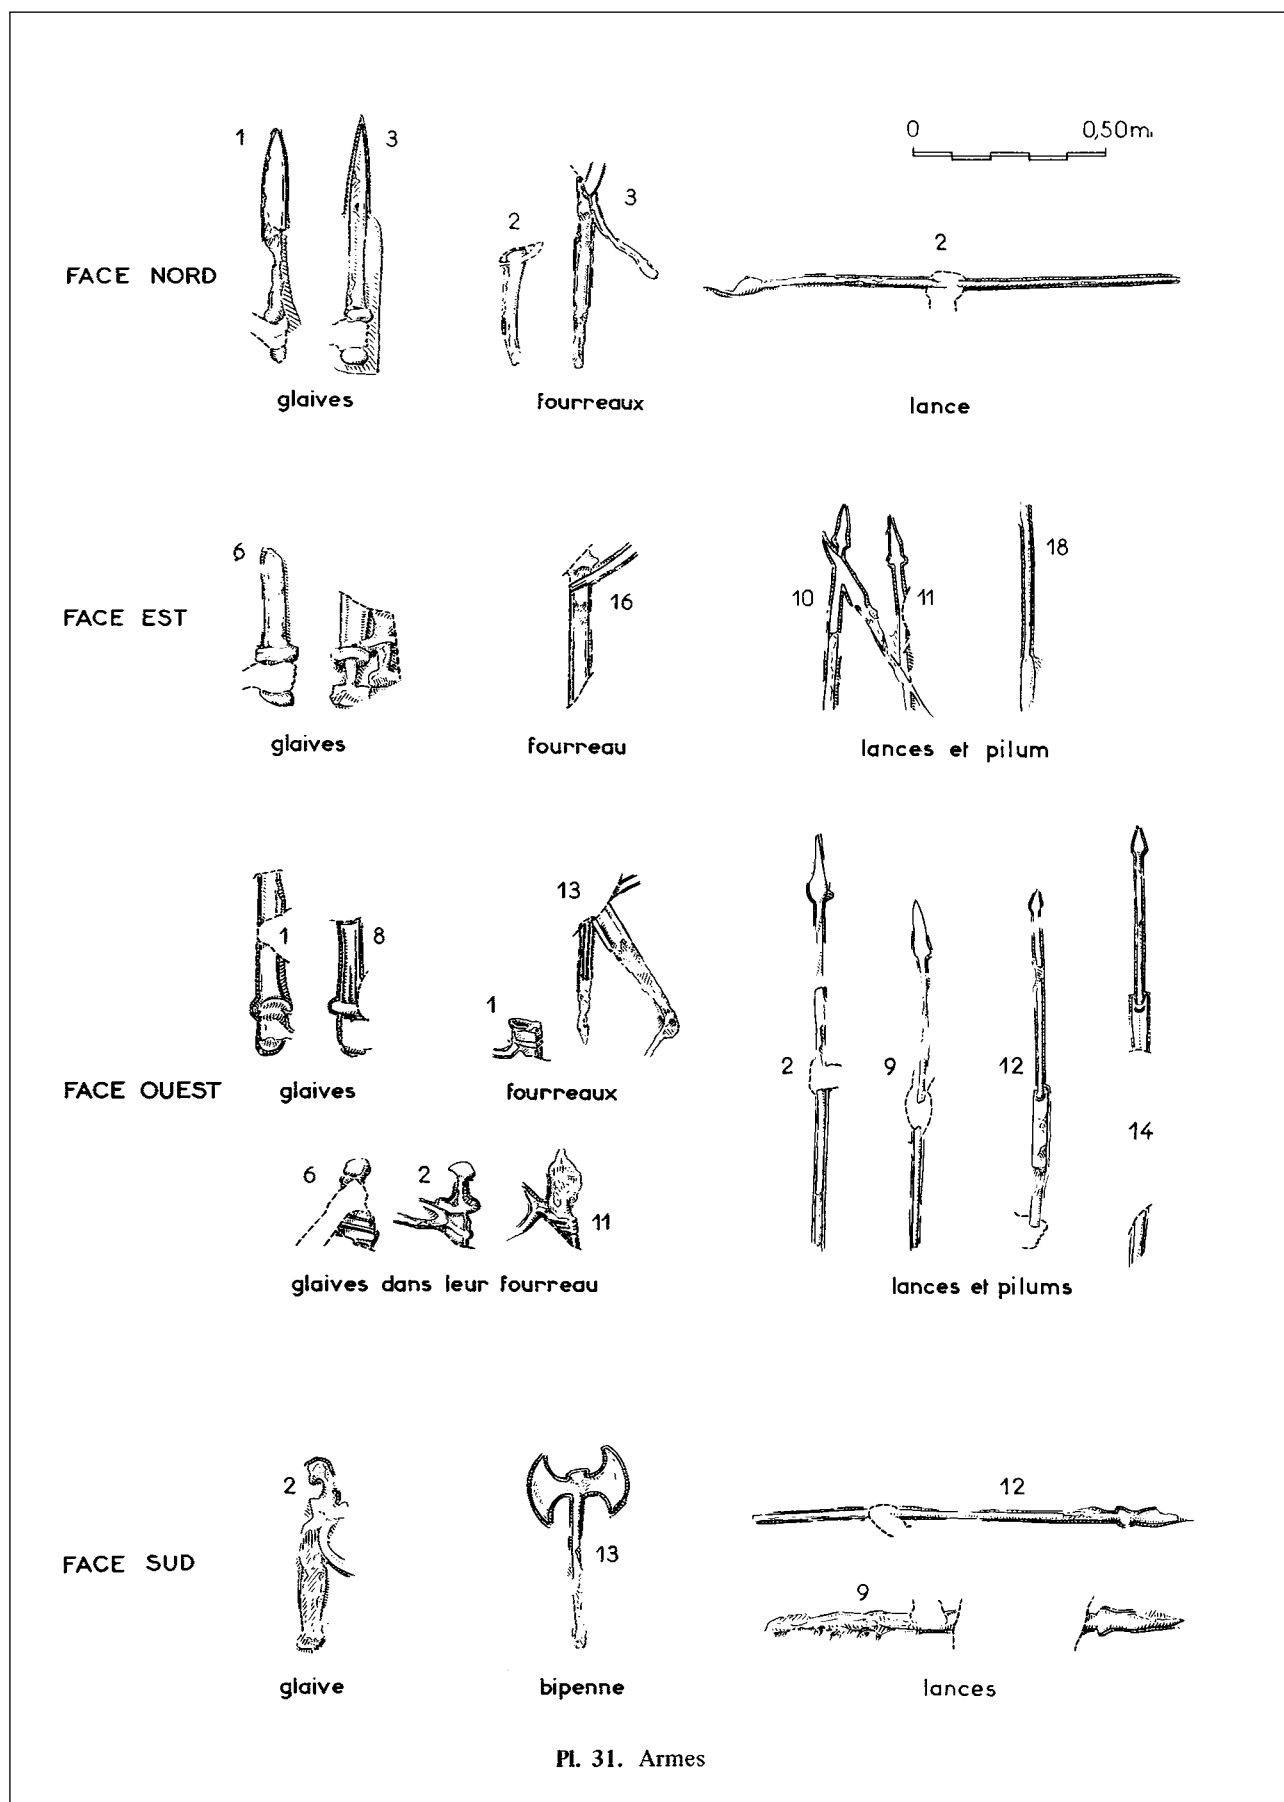 1 3 0 0,50m.
2 3 2
FACE NORD
glaives fourreaux lance
6 10 11 18
FACE EST 16
glaives fourreau lances et pilum
1 8 13
1 2 9 12 14
FACE OUEST glaives fourreaux
6 2 11
glaives dans leur fourreau lances et pilums
2 12
FACE SUD 13 9
glaive bipenne lances
Pl. 31. Armes